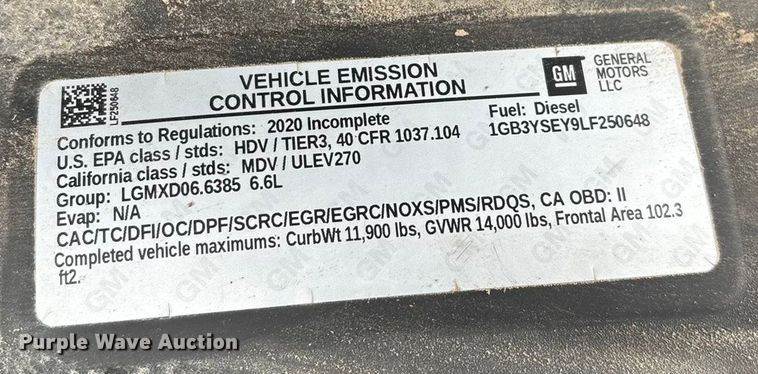 LF250648
VEHICLE EMISSION
CONTROL INFORMATION
GM
GENERAL
MOTORS
LLC
Conforms to Regulations: 2020 Incomplete
Fuel: Diesel
U.S. EPA class / stds: HDV / TIER3, 40 CFR 1037.104
1GB3YSEY9LF250648
California class / stds: MDV / ULEV270
Group: LGMXD06.6385 6.6L
Evap: N/A
CAC/TC/DFI/OC/DPF/SCRC/EGR/EGRC/NOXS/PMS/RDQS, CA OBD: II
Completed vehicle maximums: CurbWt 11,900 lbs, GVWR 14,000 lbs, Frontal Area 102.3
ft2.
Purple Wave Auction